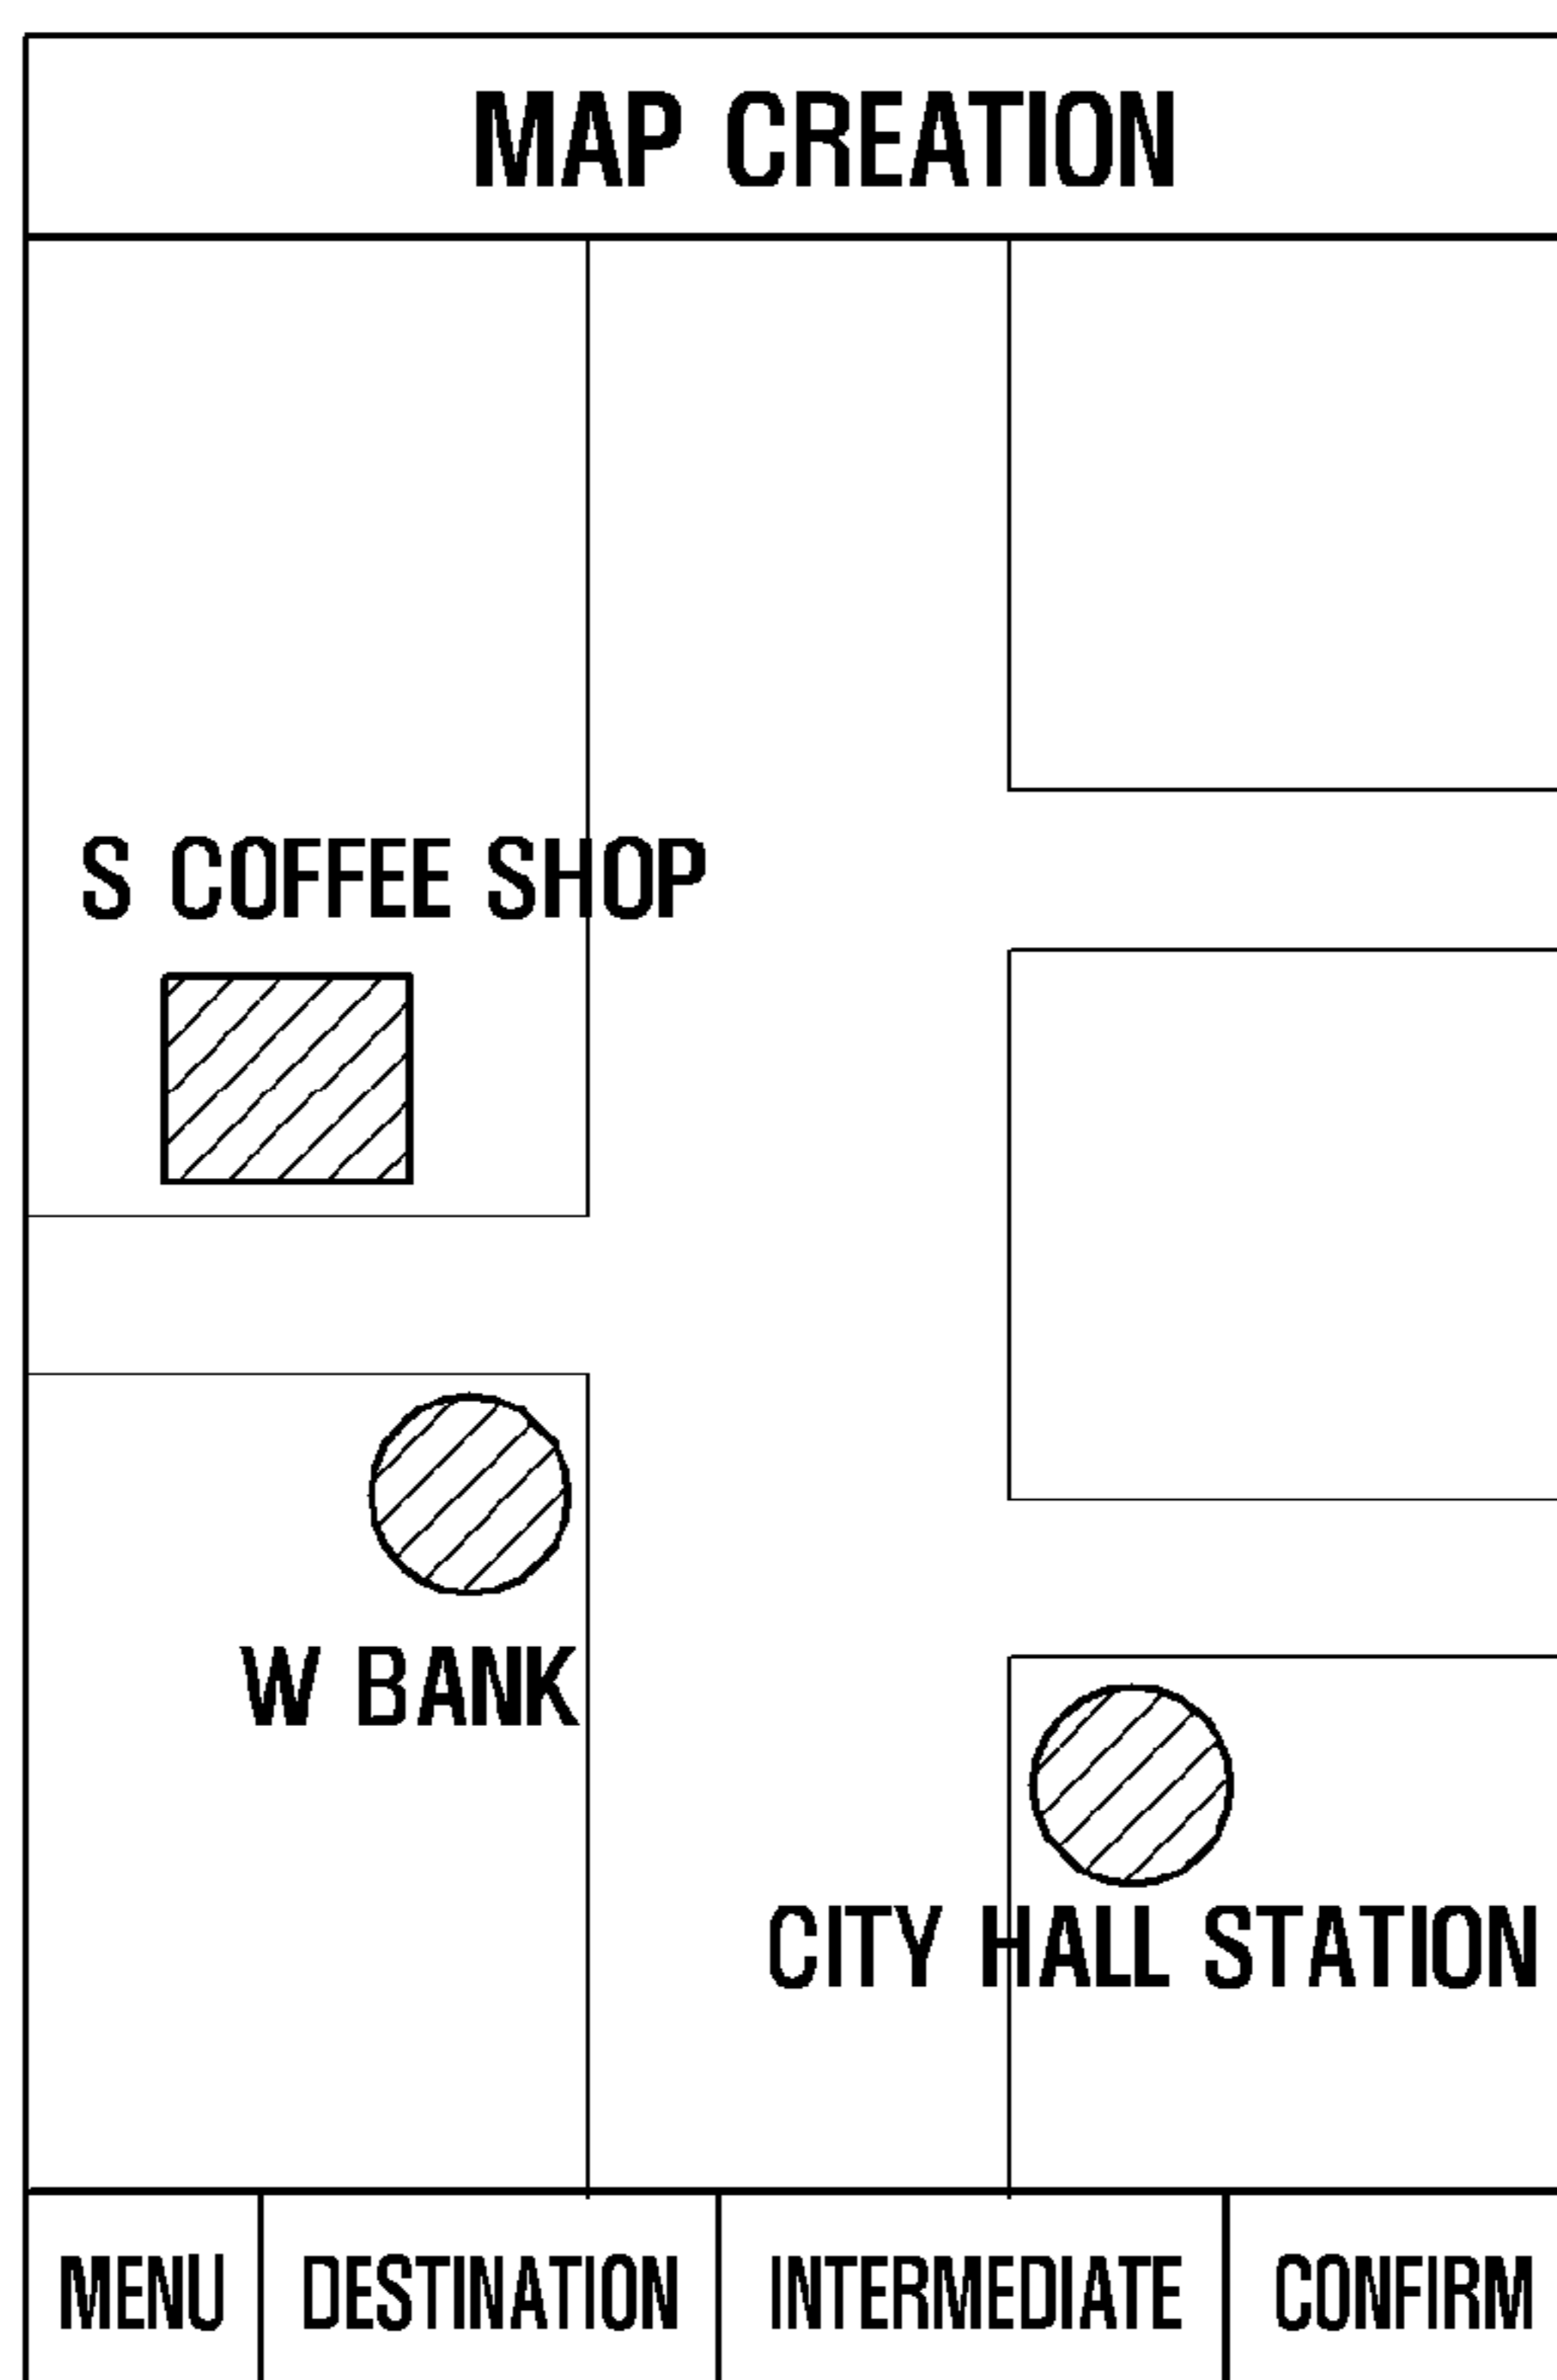 MAP CREATION
S COFFEE SHOP
W BANK
CITY HALL STATION
MENU DESTINATION INTERMEDIATE CONFIRM